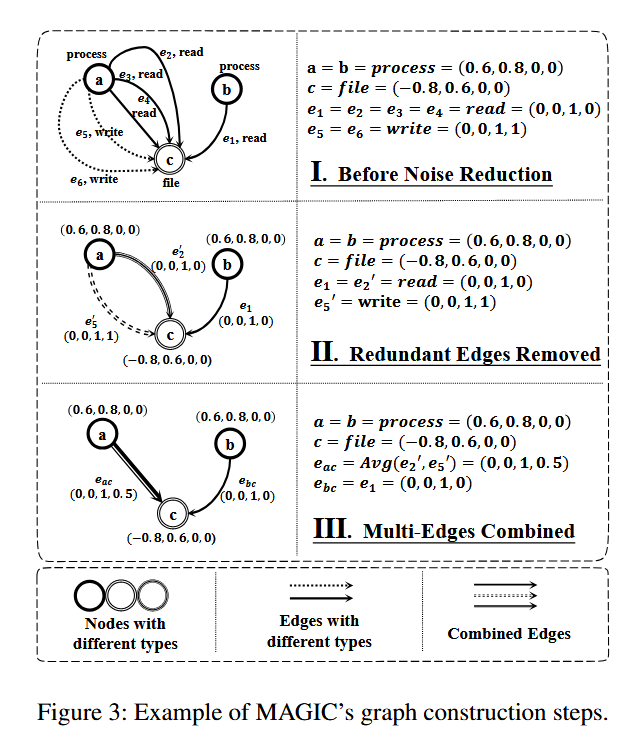 process
e₂, read
process
e₃, read
a
e₄
read
b
e₅, write
e₁, read
c
e₆, write
file
a = b = process = (0.6, 0.8, 0, 0)
c = file = (−0.8, 0.6, 0, 0)
e₁ = e₂ = e₃ = e₄ = read = (0, 0, 1, 0)
e₅ = e₆ = write = (0, 0, 1, 1)
I. Before Noise Reduction
(0.6, 0.8, 0, 0)
(0.6, 0.8, 0, 0)
a
e₂′
(0, 0, 1, 0)
b
e₅′
(0, 0, 1, 1)
e₁
(0, 0, 1, 0)
c
(−0.8, 0.6, 0, 0)
a = b = process = (0.6, 0.8, 0, 0)
c = file = (−0.8, 0.6, 0, 0)
e₁ = e₂′ = read = (0, 0, 1, 0)
e₅′ = write = (0, 0, 1, 1)
II. Redundant Edges Removed
(0.6, 0.8, 0, 0)
(0.6, 0.8, 0, 0)
a
b
e_ac
(0, 0, 1, 0.5)
e_bc
(0, 0, 1, 0)
c
(−0.8, 0.6, 0, 0)
a = b = process = (0.6, 0.8, 0, 0)
c = file = (−0.8, 0.6, 0, 0)
e_ac = Avg(e₂′, e₅′) = (0, 0, 1, 0.5)
e_bc = e₁ = (0, 0, 1, 0)
III. Multi-Edges Combined
Nodes with
different types
Edges with
different types
Combined Edges
Figure 3: Example of MAGIC's graph construction steps.